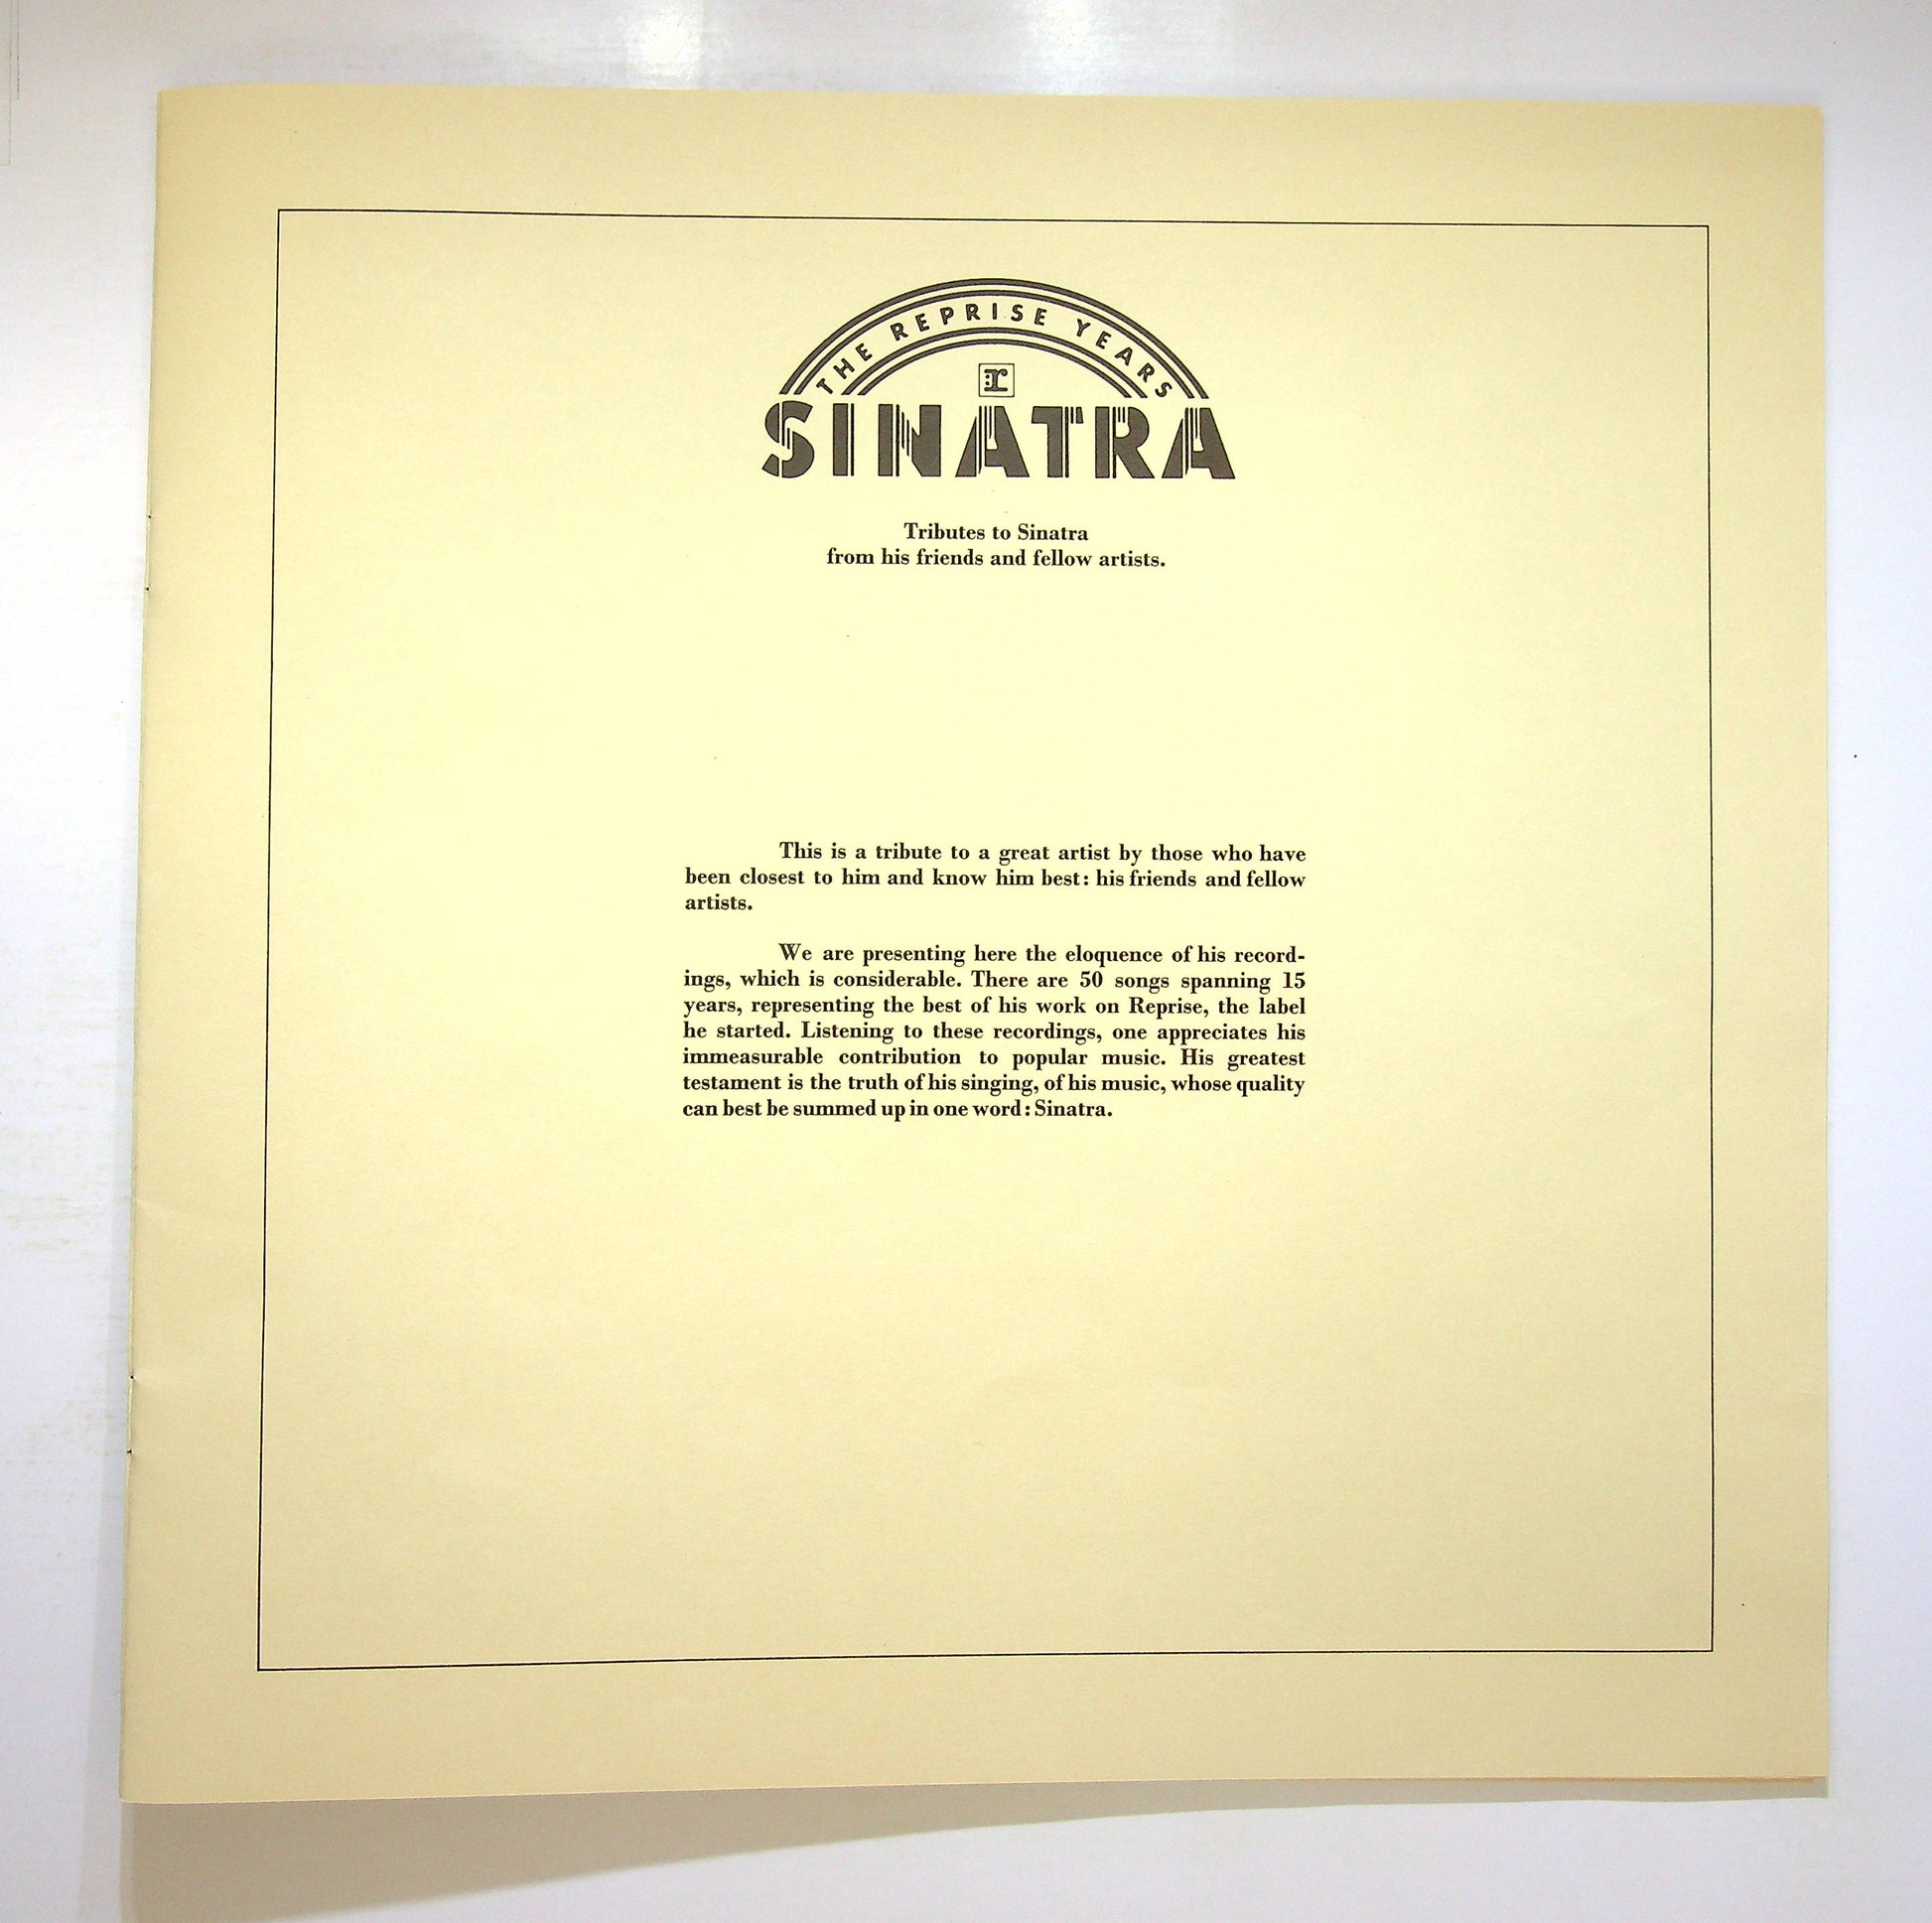 THE REPRISE YEARS
r
SINATRA
Tributes to Sinatra
from his friends and fellow artists.
This is a tribute to a great artist by those who have
been closest to him and know him best: his friends and fellow
artists.
We are presenting here the eloquence of his record-
ings, which is considerable. There are 50 songs spanning 15
years, representing the best of his work on Reprise, the label
he started. Listening to these recordings, one appreciates his
immeasurable contribution to popular music. His greatest
testament is the truth of his singing, of his music, whose quality
can best be summed up in one word: Sinatra.